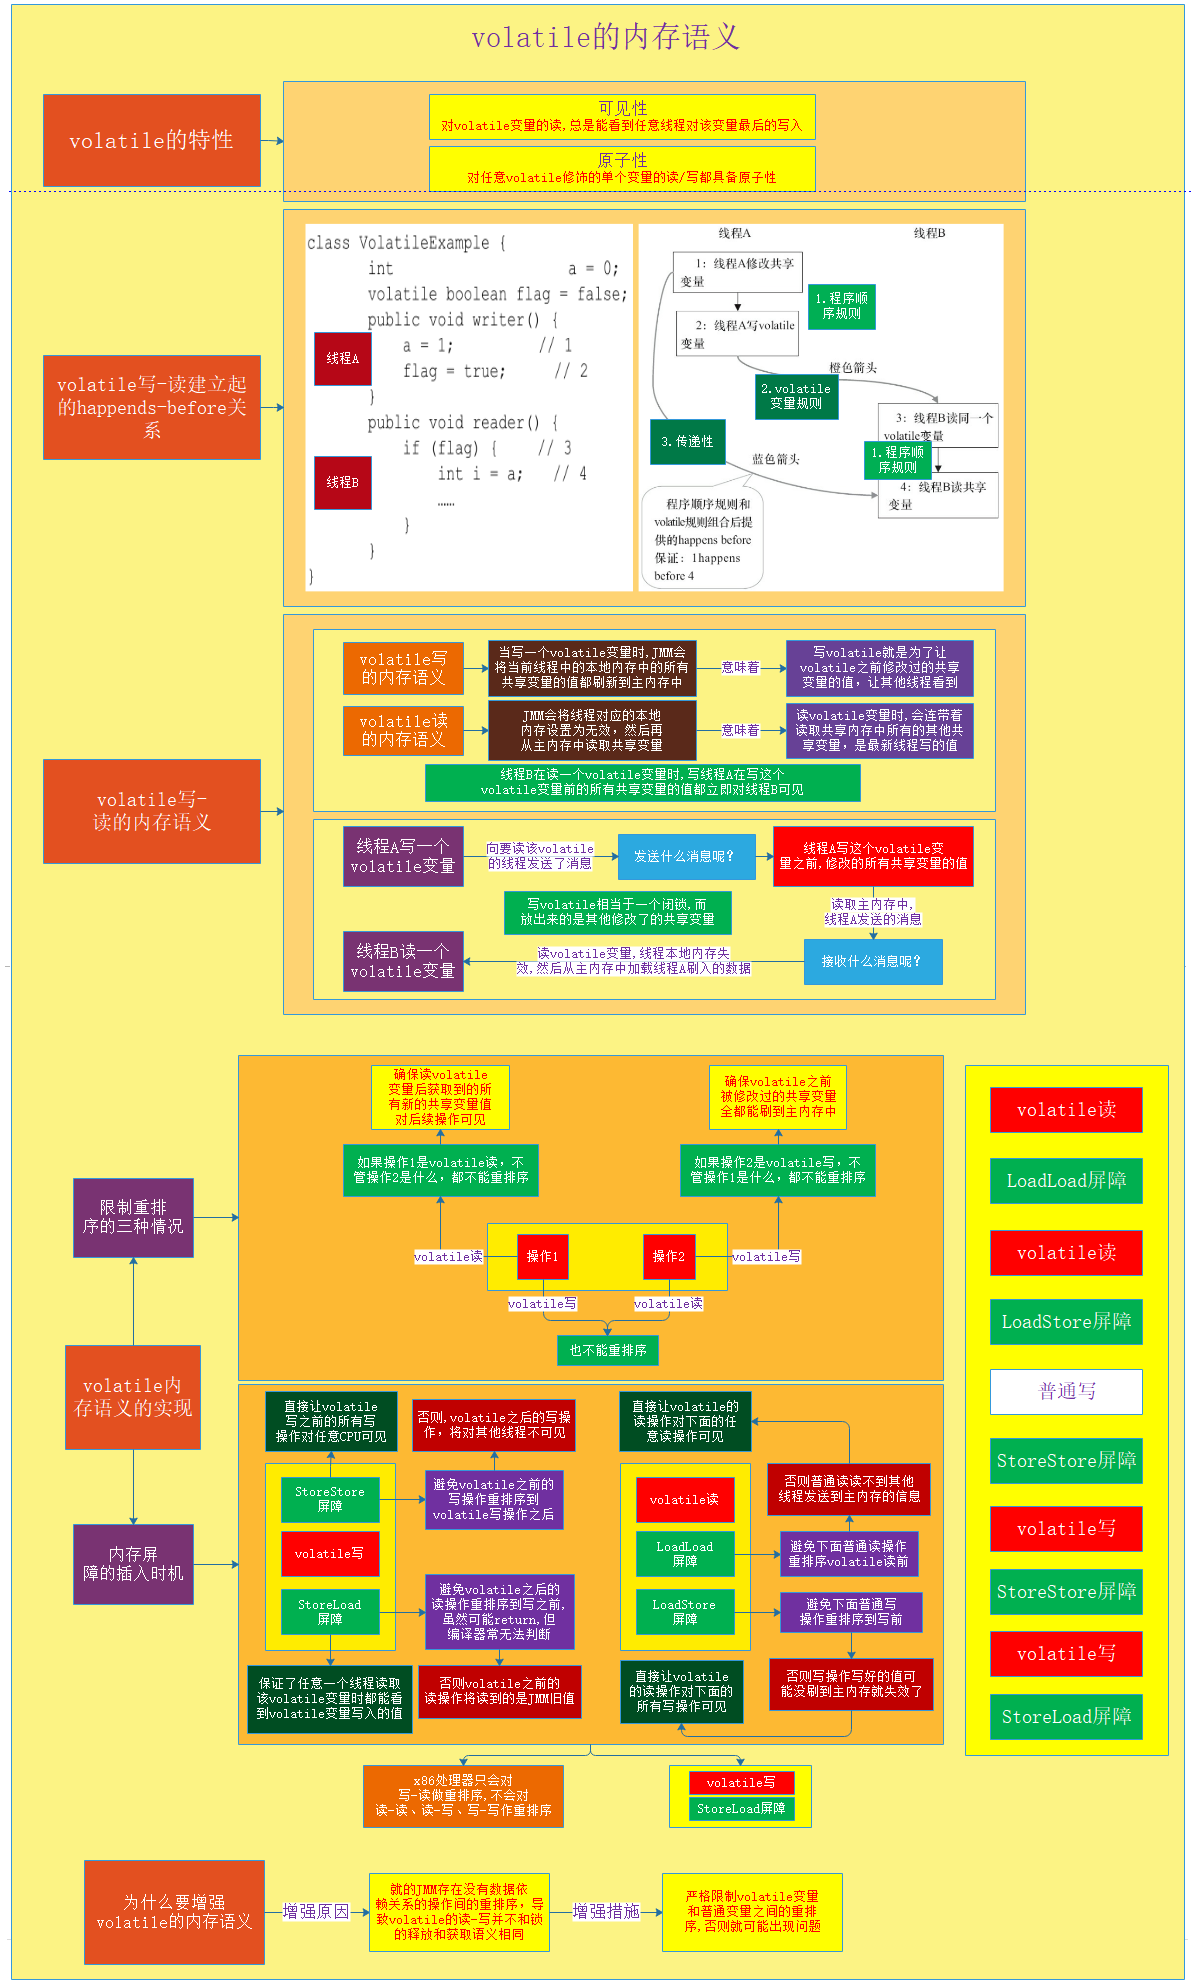 volatile的内存语义
volatile的特性
可见性
对volatile变量的读,总是能看到任意线程对该变量最后的写入
原子性
对任意volatile修饰的单个变量的读/写都具备原子性
volatile写-读建立起
的happends-before关
系
class VolatileExample {
int a = 0;
volatile boolean flag = false;
public void writer() {
a = 1; // 1
flag = true; // 2
}
public void reader() {
if (flag) { // 3
int i = a; // 4
……
}
}
}
线程A
线程B
线程A
线程B
1：线程A修改共享
变量
1.程序顺
序规则
2：线程A写volatile
变量
橙色箭头
2.volatile
变量规则
3：线程B读同一个
volatile变量
3.传递性
1.程序顺
序规则
蓝色箭头
4：线程B读共享
变量
程序顺序规则和
volatile规则组合后提
供的happens before
保证：1happens
before 4
volatile写-
读的内存语义
volatile写
的内存语义
当写一个volatile变量时,JMM会
将当前线程中的本地内存中的所有
共享变量的值都刷新到主内存中
意味着
写volatile就是为了让
volatile之前修改过的共享
变量的值，让其他线程看到
volatile读
的内存语义
JMM会将线程对应的本地
内存设置为无效，然后再
从主内存中读取共享变量
意味着
读volatile变量时,会连带着
读取共享内存中所有的其他共
享变量，是最新线程写的值
线程B在读一个volatile变量时,写线程A在写这个
volatile变量前的所有共享变量的值都立即对线程B可见
线程A写一个
volatile变量
向要读该volatile
的线程发送了消息
发送什么消息呢?
线程A写这个volatile变
量之前,修改的所有共享变量的值
写volatile相当于一个闭锁,而
放出来的是其他修改了的共享变量
读取主内存中,
线程A发送的消息
线程B读一个
volatile变量
读volatile变量,线程本地内存失
效,然后从主内存中加载线程A刷入的数据
接收什么消息呢?
限制重排
序的三种情况
确保读volatile
变量后获取到的所
有新的共享变量值
对后续操作可见
确保volatile之前
被修改过的共享变量
全都能刷到主内存中
如果操作1是volatile读，不
管操作2是什么，都不能重排序
如果操作2是volatile写，不
管操作1是什么，都不能重排序
volatile读
操作1
操作2
volatile写
volatile写
volatile读
也不能重排序
volatile内
存语义的实现
内存屏
障的插入时机
直接让volatile
写之前的所有写
操作对任意CPU可见
否则,volatile之后的写操
作，将对其他线程不可见
StoreStore
屏障
避免volatile之前的
写操作重排序到
volatile写操作之后
volatile写
StoreLoad
屏障
避免volatile之后的
读操作重排序到写之前,
虽然可能return,但
编译器常无法判断
保证了任意一个线程读取
该volatile变量时都能看
到volatile变量写入的值
否则volatile之前的
读操作将读到的是JMM旧值
直接让volatile的
读操作对下面的任
意读操作可见
volatile读
否则普通读读不到其他
线程发送到主内存的信息
LoadLoad
屏障
避免下面普通读操作
重排序volatile读前
LoadStore
屏障
避免下面普通写
操作重排序到写前
直接让volatile
的读操作对下面的
所有写操作可见
否则写操作写好的值可
能没刷到主内存就失效了
volatile读
LoadLoad屏障
volatile读
LoadStore屏障
普通写
StoreStore屏障
volatile写
StoreStore屏障
volatile写
StoreLoad屏障
x86处理器只会对
写-读做重排序,不会对
读-读、读-写、写-写作重排序
volatile写
StoreLoad屏障
为什么要增强
volatile的内存语义
增强原因
就的JMM存在没有数据依
赖关系的操作间的重排序，导
致volatile的读-写并不和锁
的释放和获取语义相同
增强措施
严格限制volatile变量
和普通变量之间的重排
序,否则就可能出现问题